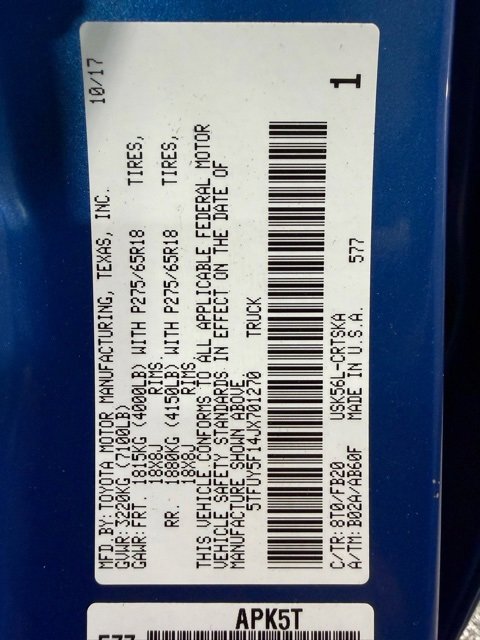 MFD BY: TOYOTA MOTOR MANUFACTURING, TEXAS, INC. 10/17
GVWR: 3220KG (7100LB)
GAWR: FRT. 1815KG (4000LB) WITH P275/65R18 TIRES,
18X8J RIMS.
RR. 1880KG (4150LB) WITH P275/65R18 TIRES,
18X8J RIMS
THIS VEHICLE CONFORMS TO ALL APPLICABLE FEDERAL MOTOR
VEHICLE SAFETY STANDARDS IN EFFECT ON THE DATE OF
MANUFACTURE SHOWN ABOVE.
5TFUY5F14JX701270 TRUCK
C/TR: 8T0/FB20 USK56L-CRTSKA 1
A/TM: B02A/AB60F MADE IN U.S.A. 577
APK5T
577